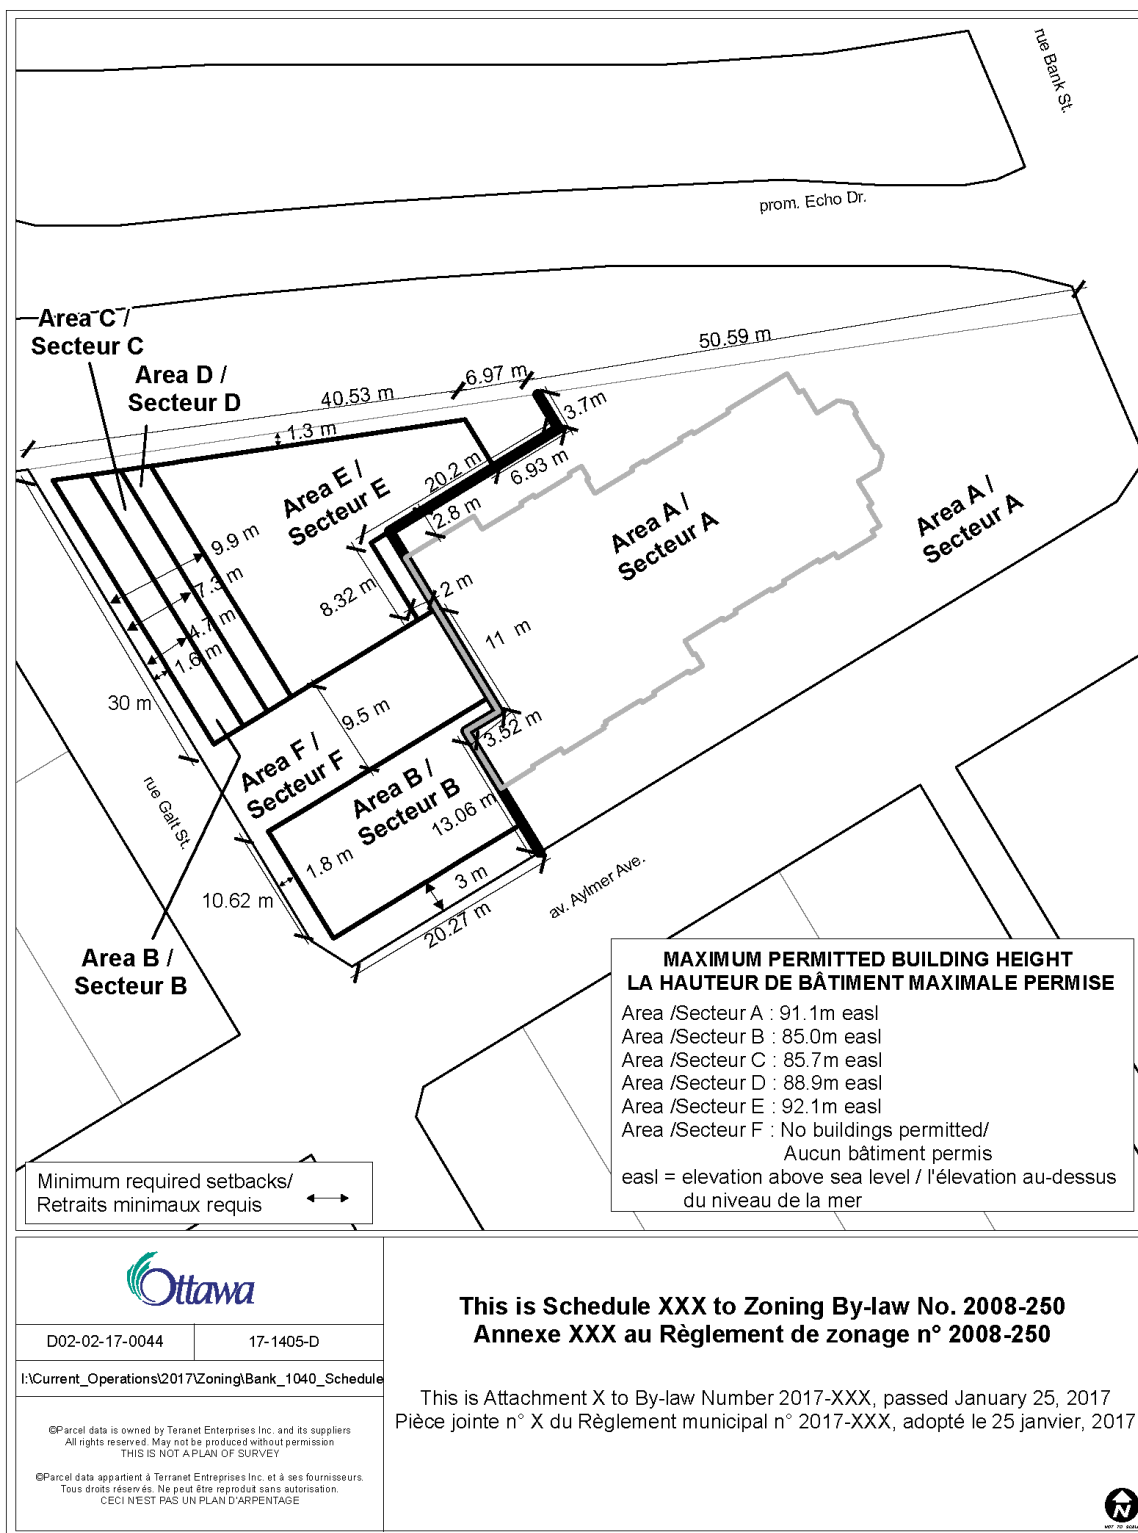 rue Bank St.
prom. Echo Dr.
Area C /
Secteur C
Area D /
Secteur D
50.59 m
6.97 m
40.53 m
3.7m
1.3 m
20.2 m
6.93 m
Area E /
Secteur E
2.8 m
Area A /
Secteur A
Area A /
Secteur A
9.9 m
7.3 m
4.7 m
1.6 m
8.32 m
2 m
11 m
30 m
9.5 m
3.52 m
Area F /
Secteur F
Area B /
Secteur B
13.06 m
rue Galt St.
1.8 m
10.62 m
3 m
20.27 m
av. Aylmer Ave.
Area B /
Secteur B
MAXIMUM PERMITTED BUILDING HEIGHT
LA HAUTEUR DE BÂTIMENT MAXIMALE PERMISE
Area /Secteur A : 91.1m easl
Area /Secteur B : 85.0m easl
Area /Secteur C : 85.7m easl
Area /Secteur D : 88.9m easl
Area /Secteur E : 92.1m easl
Area /Secteur F : No buildings permitted/
Aucun bâtiment permis
easl = elevation above sea level / l'élévation au-dessus
du niveau de la mer
Minimum required setbacks/
Retraits minimaux requis
Ottawa
D02-02-17-0044
17-1405-D
I:\Current_Operations\2017\Zoning\Bank_1040_Schedule
©Parcel data is owned by Teranet Enterprises Inc. and its suppliers
All rights reserved. May not be produced without permission
THIS IS NOT A PLAN OF SURVEY
©Parcel data appartient à Terranet Entreprises Inc. et à ses fournisseurs.
Tous droits réservés. Ne peut être reproduit sans autorisation.
CECI N'EST PAS UN PLAN D'ARPENTAGE
This is Schedule XXX to Zoning By-law No. 2008-250
Annexe XXX au Règlement de zonage n° 2008-250
This is Attachment X to By-law Number 2017-XXX, passed January 25, 2017
Pièce jointe n° X du Règlement municipal n° 2017-XXX, adopté le 25 janvier, 2017
N
NOT TO SCALE